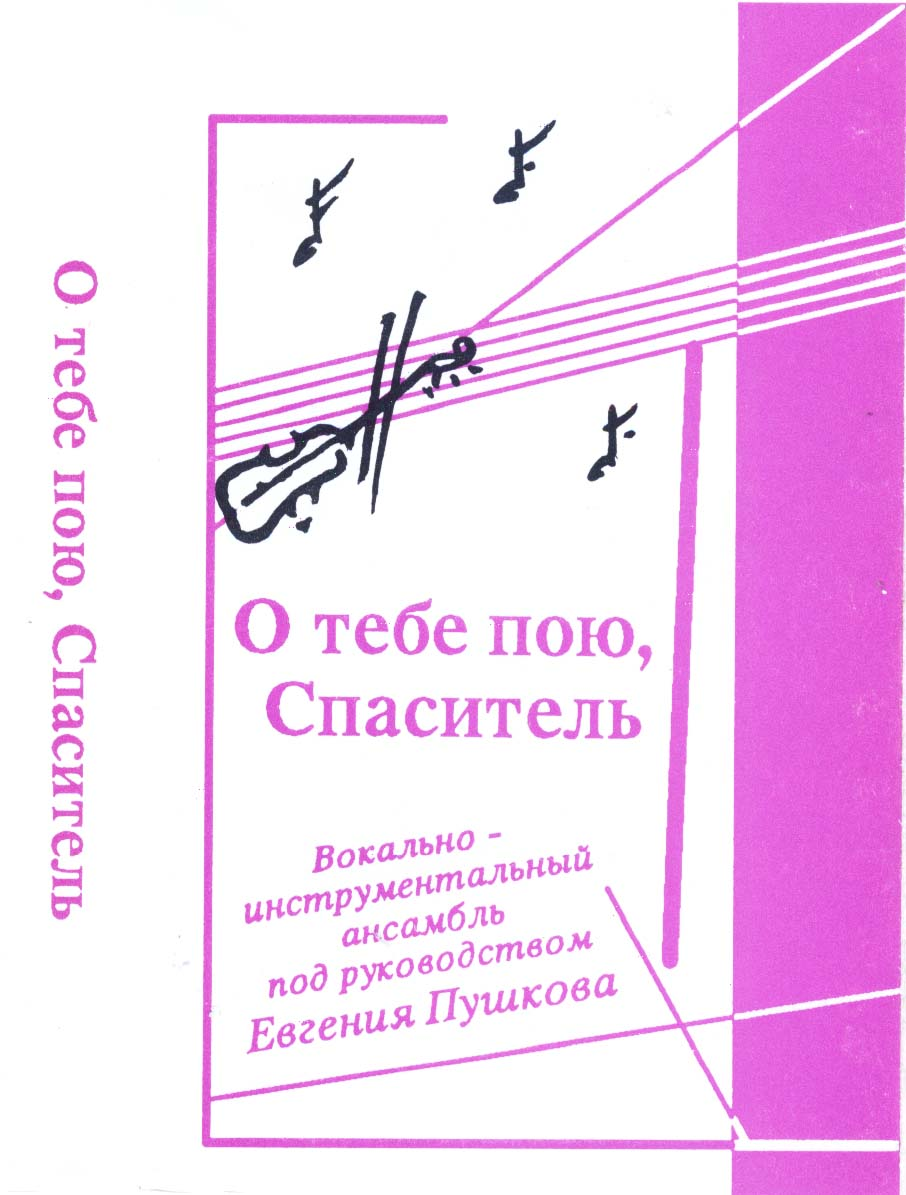 О тебе пою, Спаситель
О тебе пою,
Спаситель
Вокально -
инструментальный
ансамбль
под руководством
Евгения Пушкова